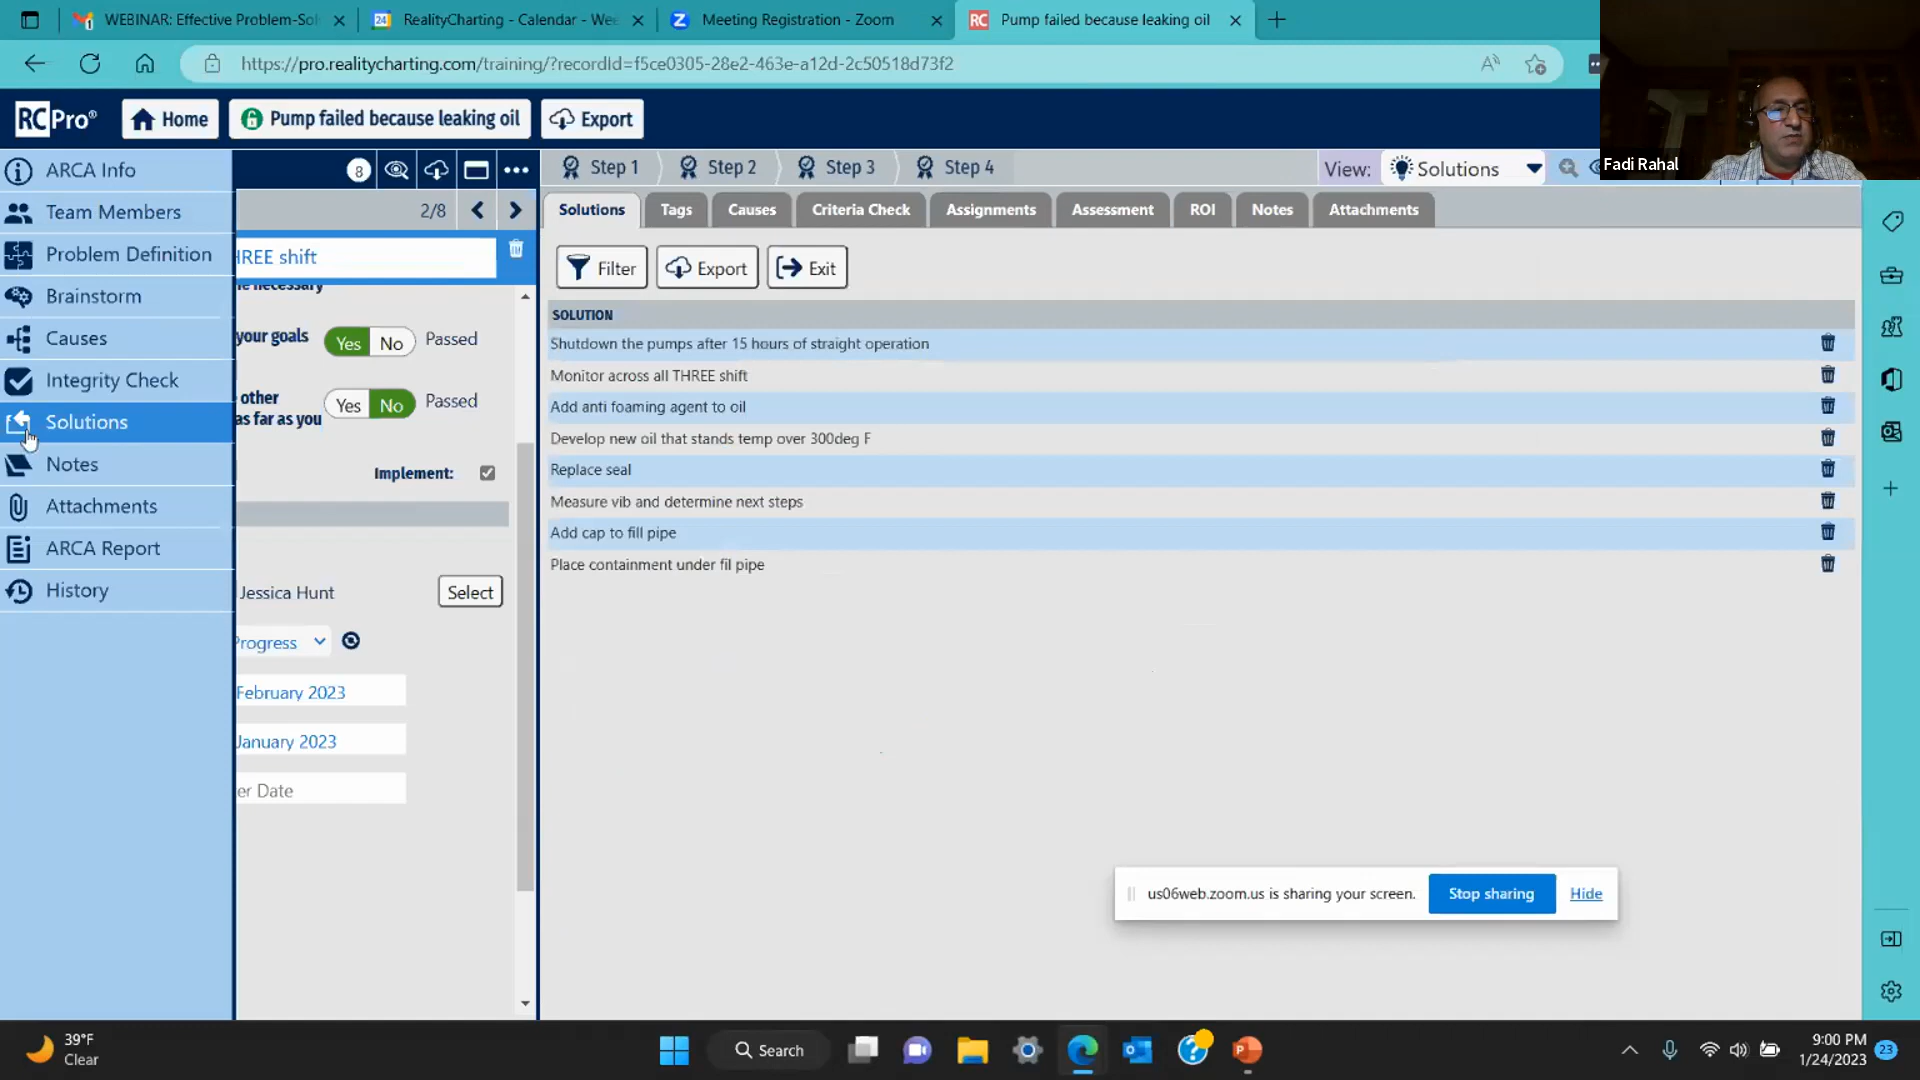 WEBINAR: Effective Problem-Sol
RealityCharting - Calendar - Wee
Meeting Registration - Zoom
Pump failed because leaking oil
https://pro.realitycharting.com/training/?recordId=f5ce0305-28e2-463e-a12d-2c50518d73f2
RCPro® Home Pump failed because leaking oil Export
Fadi Rahal
ARCA Info
Team Members
Problem Definition
Brainstorm
Causes
Integrity Check
Solutions
Notes
Attachments
ARCA Report
History
8
2/8
HREE shift
necessary
your goals
Yes No Passed
other
as far as you
Yes No Passed
Implement:
Jessica Hunt Select
Progress
February 2023
January 2023
er Date
Step 1 Step 2 Step 3 Step 4 View: Solutions
Solutions Tags Causes Criteria Check Assignments Assessment ROI Notes Attachments
Filter Export Exit
SOLUTION
Shutdown the pumps after 15 hours of straight operation
Monitor across all THREE shift
Add anti foaming agent to oil
Develop new oil that stands temp over 300deg F
Replace seal
Measure vib and determine next steps
Add cap to fill pipe
Place containment under fil pipe
us06web.zoom.us is sharing your screen. Stop sharing Hide
39°F
Clear
Search
9:00 PM
1/24/2023
23